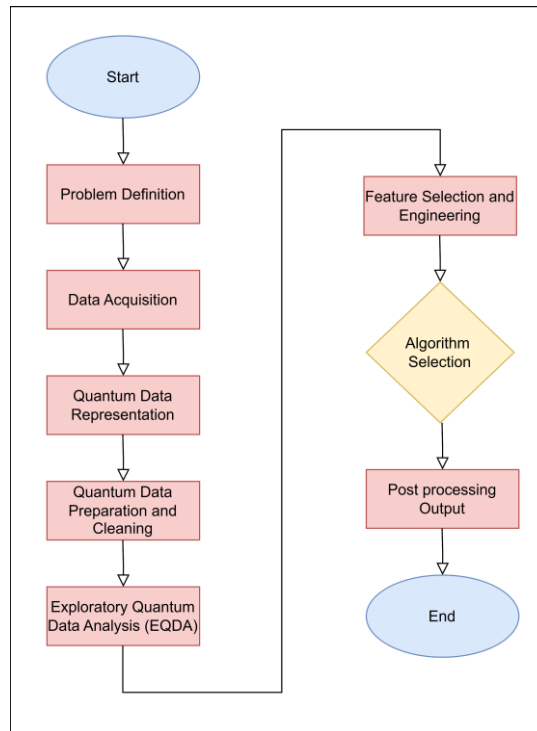 Start
Problem Definition
Data Acquisition
Quantum Data
Representation
Quantum Data
Preparation and
Cleaning
Exploratory Quantum
Data Analysis (EQDA)
Feature Selection and
Engineering
Algorithm
Selection
Post processing
Output
End